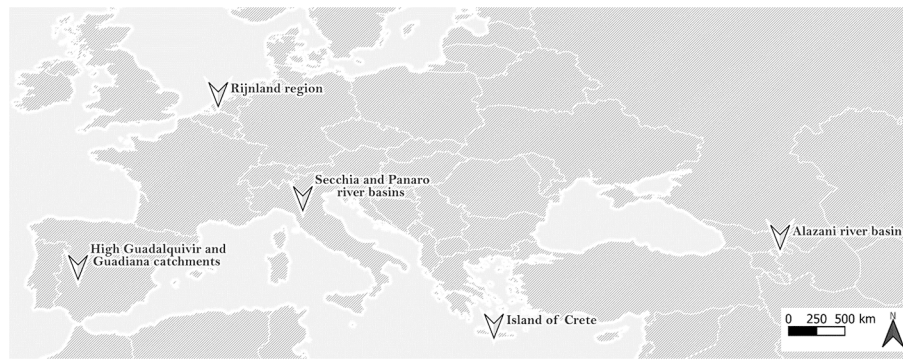 Rijnland region
Secchia and Panaro
river basins
Alazani river basin
High Guadalquivir and
Guadiana catchments
Island of Crete
0 250 500 km
N